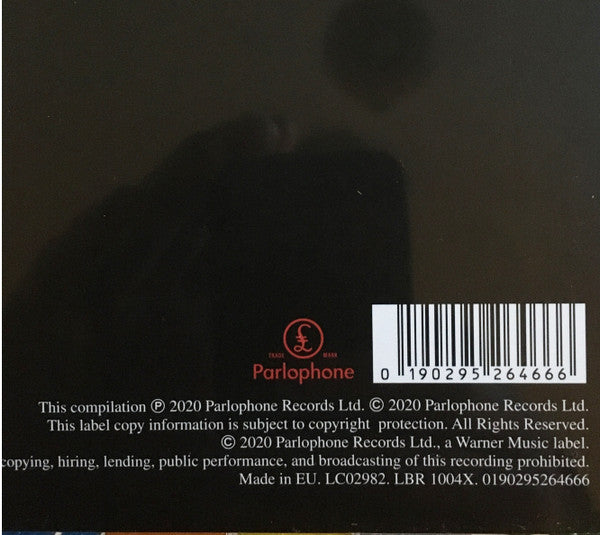 £
TRADE MARK
Parlophone
0 190295 264666
This compilation ℗ 2020 Parlophone Records Ltd. © 2020 Parlophone Records Ltd.
This label copy information is subject to copyright protection. All Rights Reserved.
© 2020 Parlophone Records Ltd., a Warner Music label.
copying, hiring, lending, public performance, and broadcasting of this recording prohibited.
Made in EU. LC02982. LBR 1004X. 0190295264666